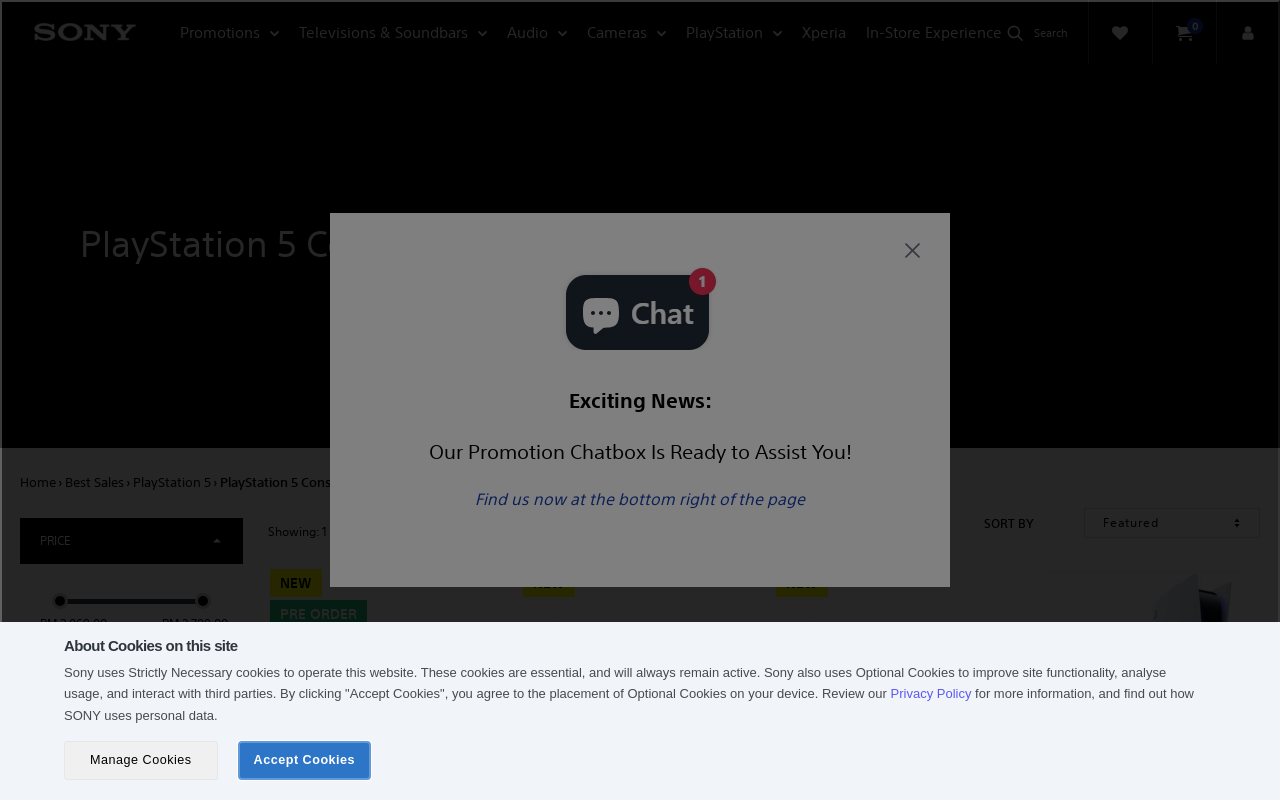 SONY
Promotions
Televisions & Soundbars
Audio
Cameras
PlayStation
Xperia
In-Store Experience
Search
0
PlayStation 5 Co
1
Chat
Exciting News:
Our Promotion Chatbox Is Ready to Assist You!
Find us now at the bottom right of the page
Home › Best Sales › PlayStation 5 › PlayStation 5 Cons
SORT BY
Featured
PRICE
Showing: 1
NEW
PRE ORDER
About Cookies on this site
Sony uses Strictly Necessary cookies to operate this website. These cookies are essential, and will always remain active. Sony also uses Optional Cookies to improve site functionality, analyse
usage, and interact with third parties. By clicking "Accept Cookies", you agree to the placement of Optional Cookies on your device. Review our Privacy Policy for more information, and find out how
SONY uses personal data.
Manage Cookies
Accept Cookies